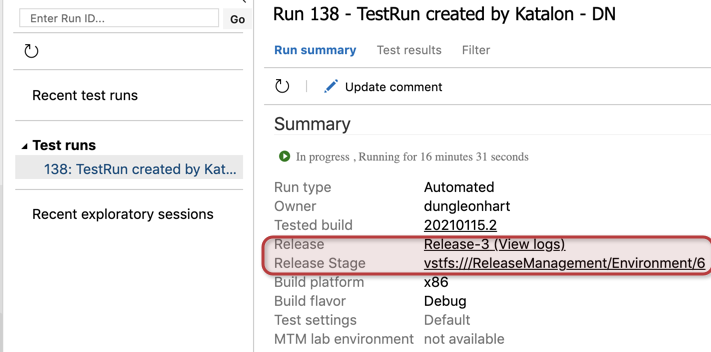 Enter Run ID...
Go
Recent test runs
Test runs
138: TestRun created by Kat...
Recent exploratory sessions
Run 138 - TestRun created by Katalon - DN
Run summary Test results Filter
Update comment
Summary
In progress , Running for 16 minutes 31 seconds
Run type Automated
Owner dungleonhart
Tested build 20210115.2
Release Release-3 (View logs)
Release Stage vstfs:///ReleaseManagement/Environment/6
Build platform x86
Build flavor Debug
Test settings Default
MTM lab environment not available